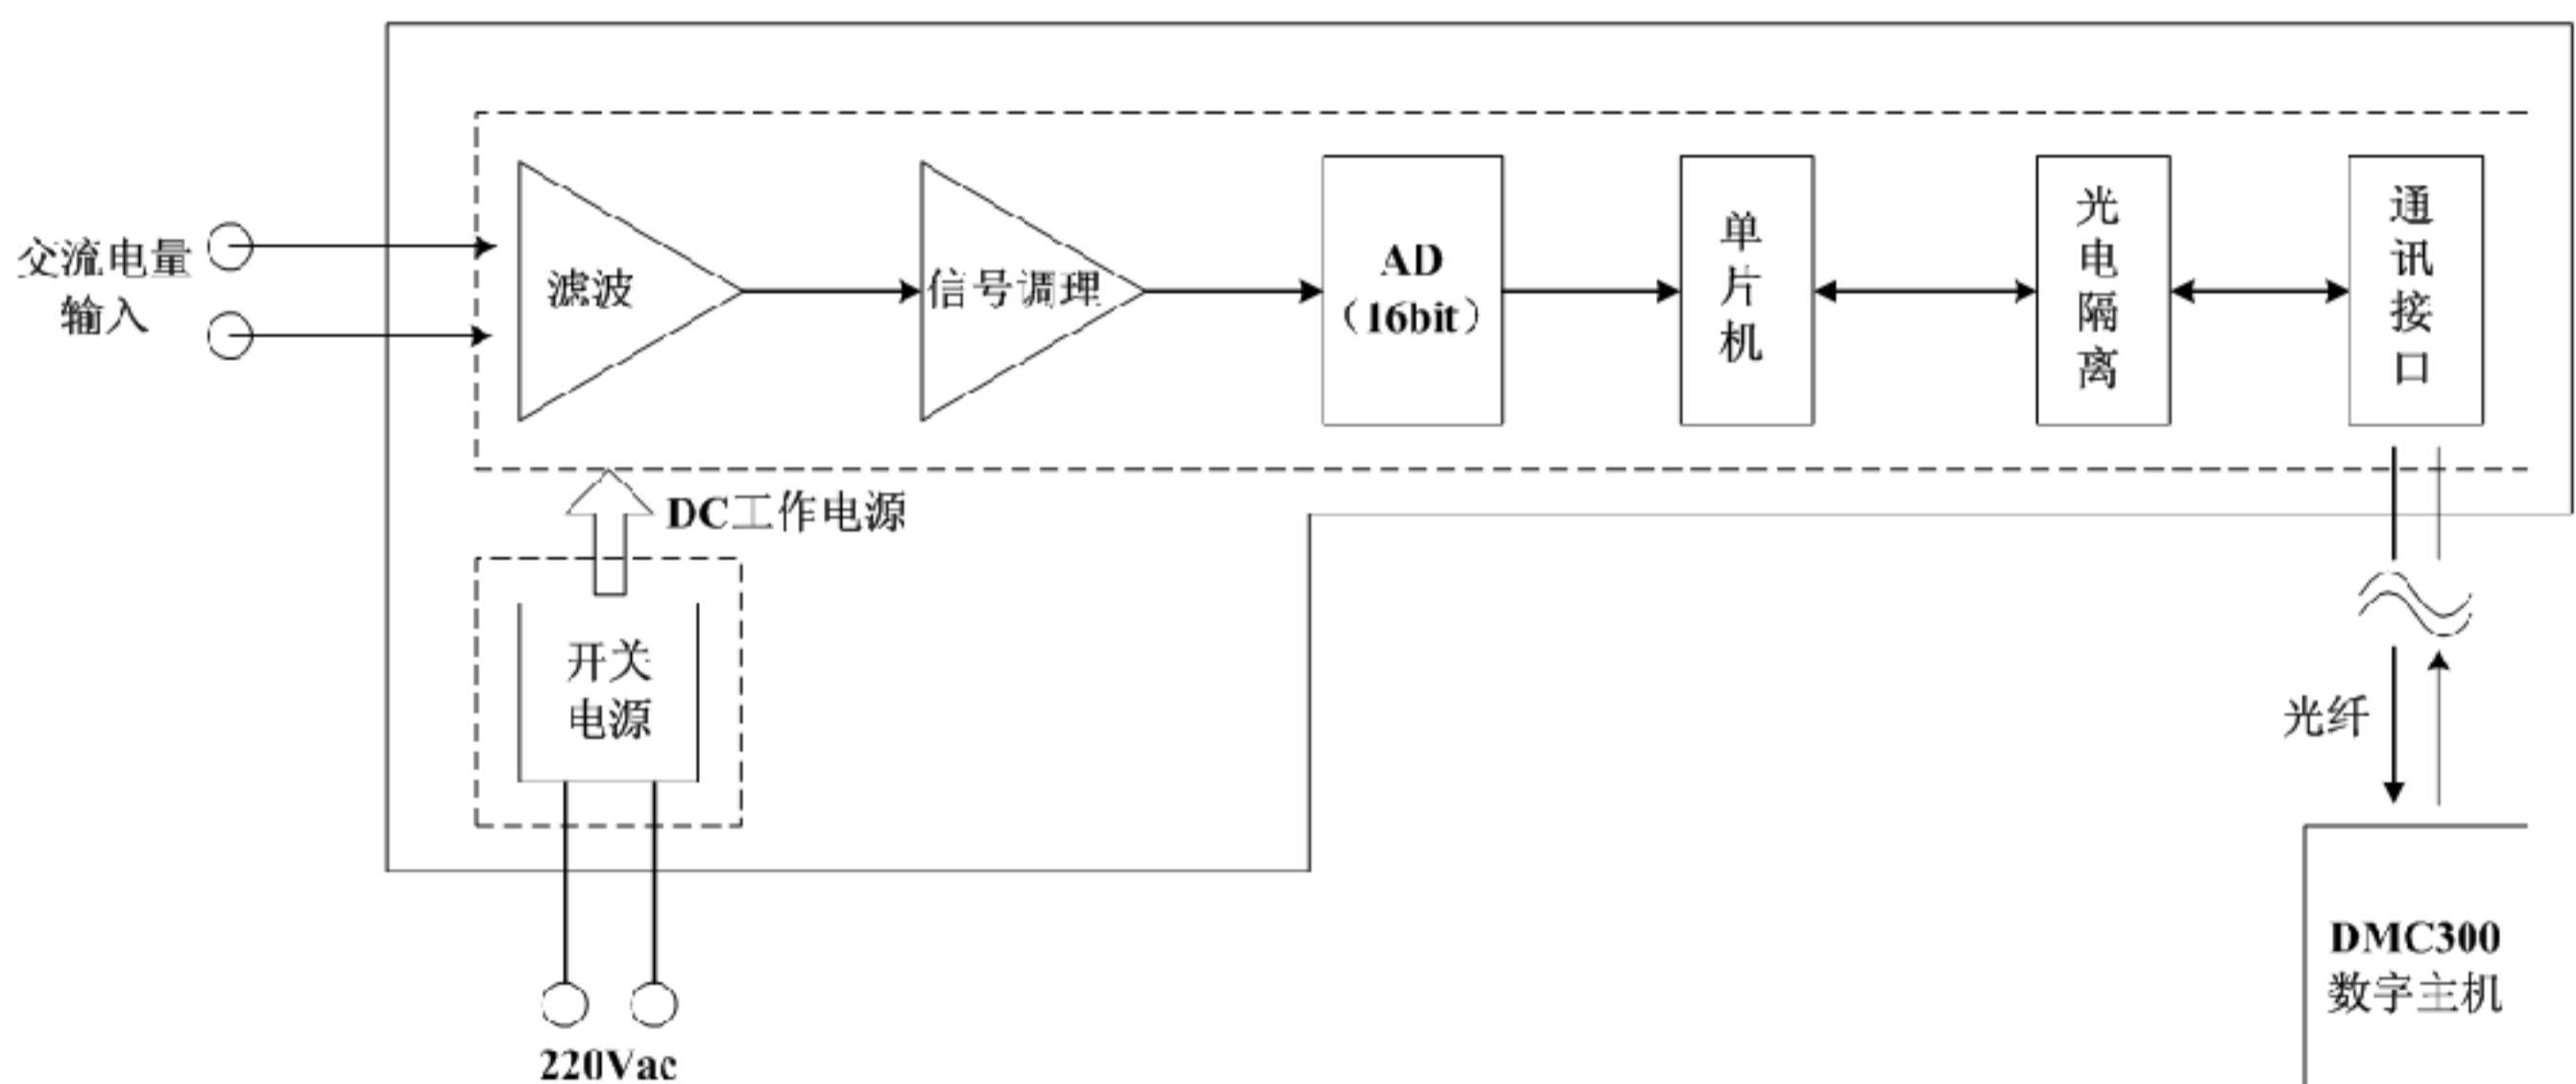 交流电量
输入
滤波
信号调理
AD
（16bit）
单片机
光电隔离
通讯接口
DC工作电源
开关
电源
220Vac
光纤
DMC300
数字主机